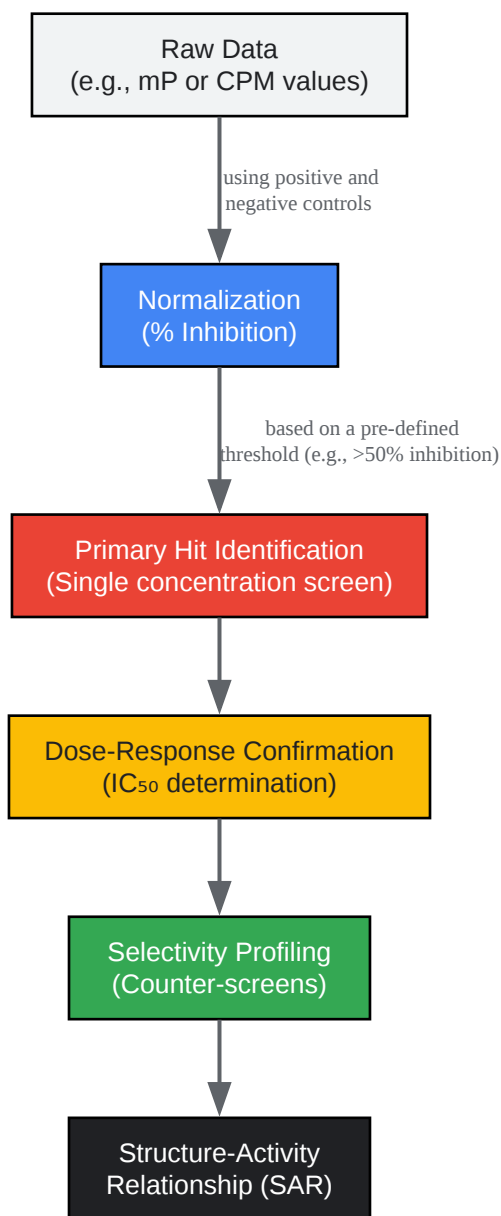 Raw Data
(e.g., mP or CPM values)
using positive and
negative controls
Normalization
(% Inhibition)
based on a pre-defined
threshold (e.g., >50% inhibition)
Primary Hit Identification
(Single concentration screen)
Dose-Response Confirmation
(IC₅₀ determination)
Selectivity Profiling
(Counter-screens)
Structure-Activity
Relationship (SAR)